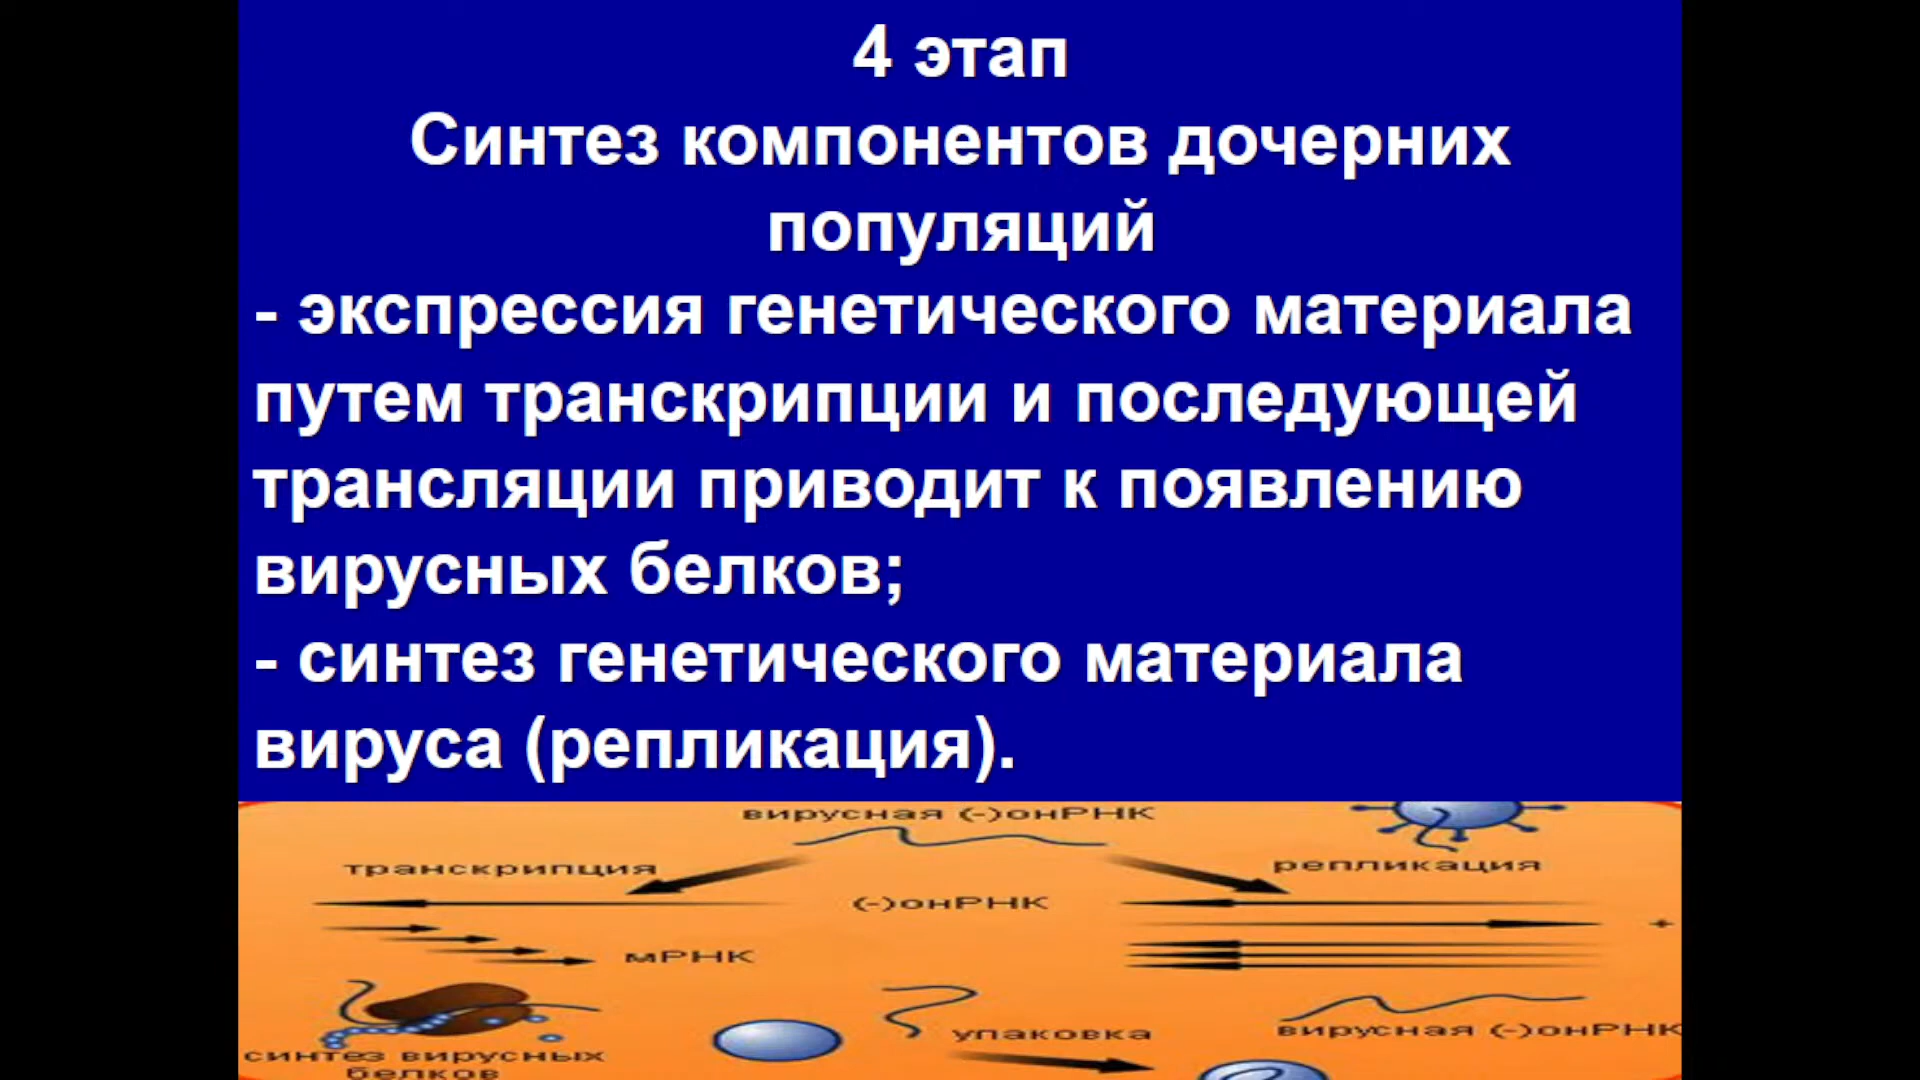 4 этап
Синтез компонентов дочерних
популяций
- экспрессия генетического материала
путем транскрипции и последующей
трансляции приводит к появлению
вирусных белков;
- синтез генетического материала
вируса (репликация).
вирусная (-)онРНК
транскрипция
репликация
(-)онРНК
+
мРНК
упаковка
вирусная (-)онРНК
синтез вирусных
белков